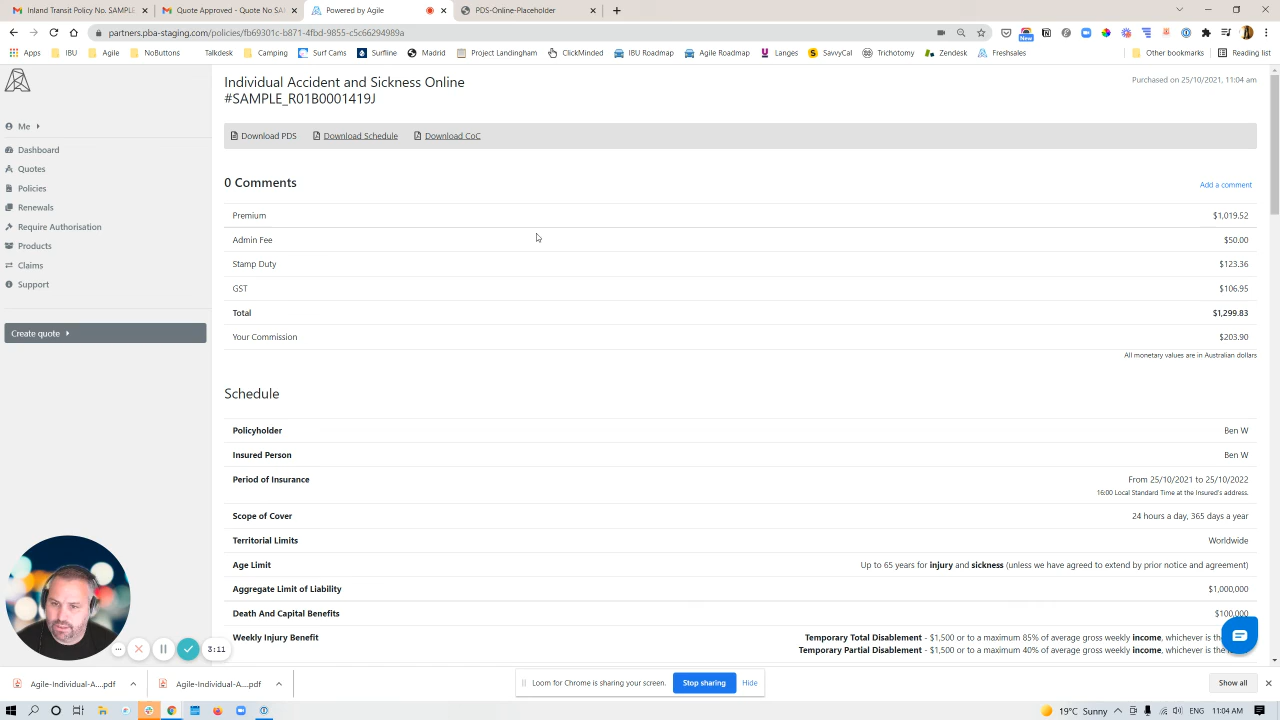 Inland Transit Policy No. SAMPLE
Quote Approved - Quote No SAM
Powered by Agile
PDS-Online-Placeholder
partners.pba-staging.com/policies/fb69301c-b871-4fbd-a855-c5c66294989a
Apps
IBU
Agile
NoButtons
Talkdesk
Camping
Surf Cams
Surfline
Madrid
Project Landingham
ClickMinded
IBU Roadmap
Agile Roadmap
Langes
SavvyCal
Trichotomy
Zendesk
Freshsales
New
Other bookmarks
Reading list
Me
Dashboard
Quotes
Policies
Renewals
Require Authorisation
Products
Claims
Support
Create quote
Individual Accident and Sickness Online
#SAMPLE_R01B0001419J
Purchased on 25/10/2021, 11:04 am
Download PDS Download Schedule Download CoC
0 Comments
Add a comment
Premium $1,019.52
Admin Fee $50.00
Stamp Duty $123.36
GST $106.95
Total $1,299.83
Your Commission $203.90
All monetary values are in Australian dollars
Schedule
Policyholder Ben W
Insured Person Ben W
Period of Insurance From 25/10/2021 to 25/10/2022
16:00 Local Standard Time at the Insured's address.
Scope of Cover 24 hours a day, 365 days a year
Territorial Limits Worldwide
Age Limit Up to 65 years for injury and sickness (unless we have agreed to extend by prior notice and agreement)
Aggregate Limit of Liability $1,000,000
Death And Capital Benefits $100,000
Weekly Injury Benefit Temporary Total Disablement - $1,500 or to a maximum 85% of average gross weekly income, whichever is the
Temporary Partial Disablement - $1,500 or to a maximum 40% of average gross weekly income, whichever is the
3:11
Agile-Individual-A....pdf
Agile-Individual-A....pdf
Loom for Chrome is sharing your screen.
Stop sharing
Hide
Show all
19°C Sunny
ENG
11:04 AM